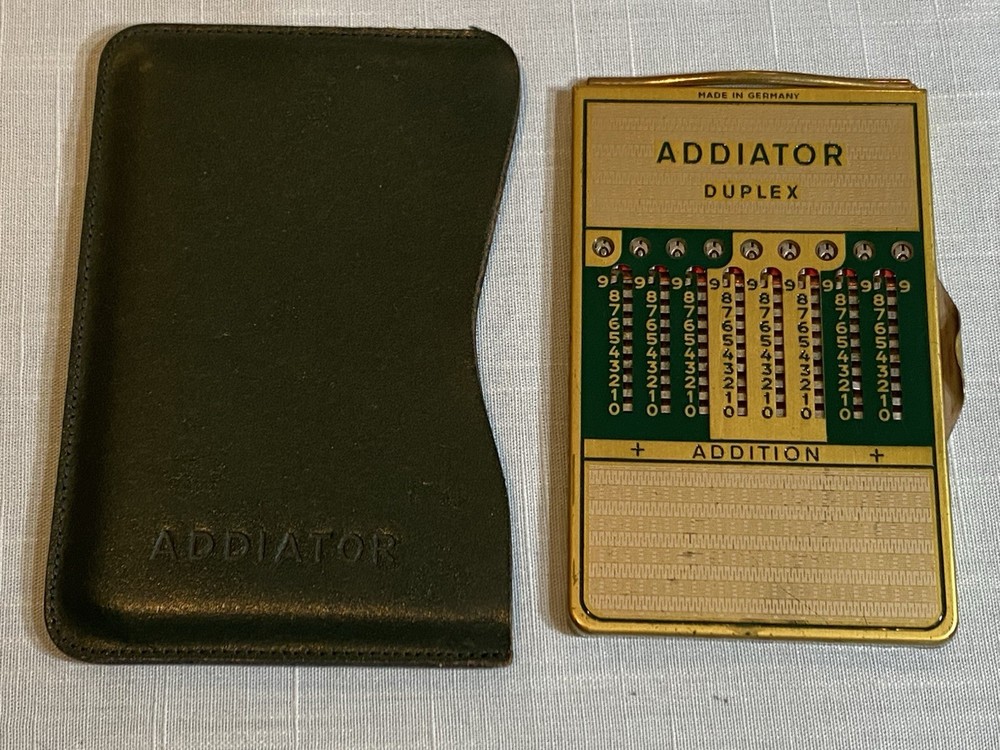 ADDIATOR
MADE IN GERMANY
ADDIATOR
DUPLEX
9 9 9 9 9 9 9 9 9
8 8 8 8 8 8 8 8
7 7 7 7 7 7 7 7
6 6 6 6 6 6 6 6
5 5 5 5 5 5 5 5
4 4 4 4 4 4 4 4
3 3 3 3 3 3 3 3
2 2 2 2 2 2 2 2
1 1 1 1 1 1 1 1
0 0 0 0 0 0 0 0
+ ADDITION +